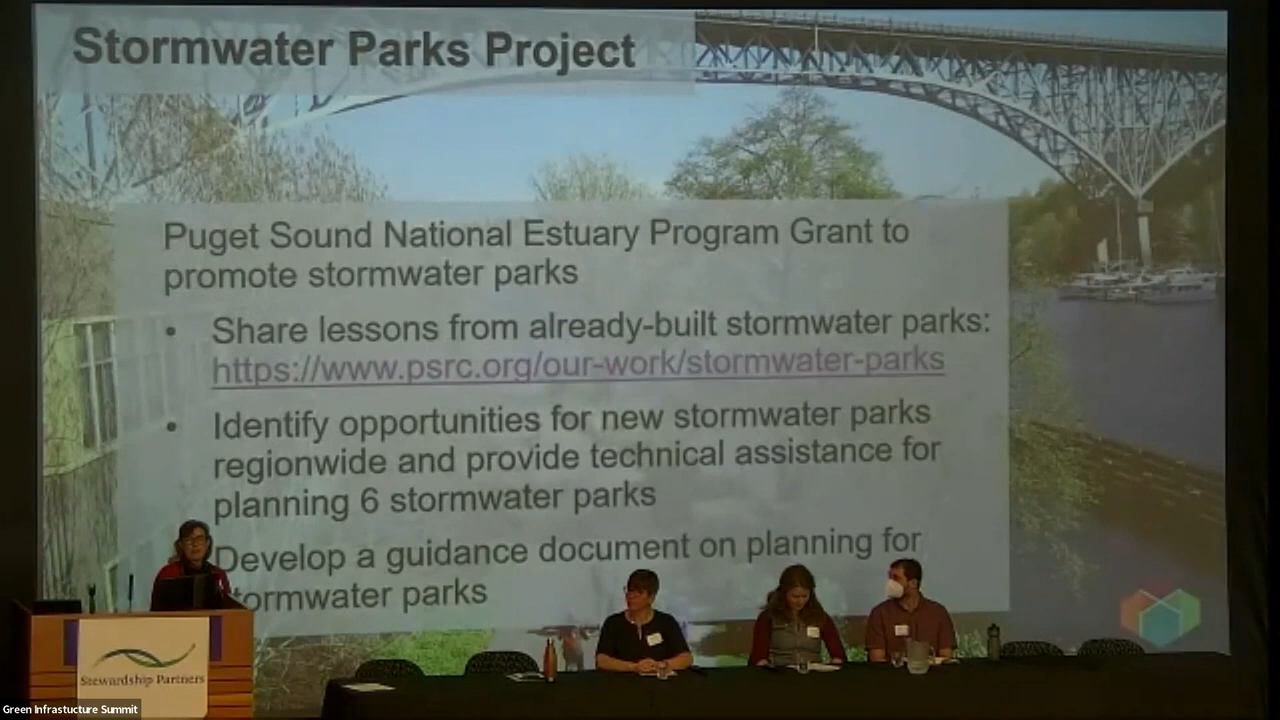 Stormwater Parks Project
Puget Sound National Estuary Program Grant to
promote stormwater parks
• Share lessons from already-built stormwater parks:
https://www.psrc.org/our-work/stormwater-parks
• Identify opportunities for new stormwater parks
regionwide and provide technical assistance for
planning 6 stormwater parks
Develop a guidance document on planning for
tormwater parks
Stewardship Partners
Green Infrastucture Summit